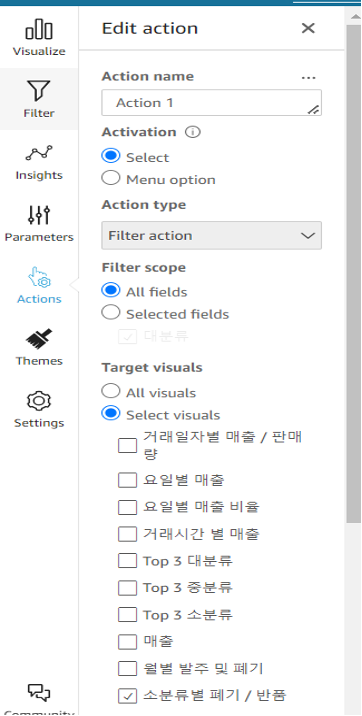 Edit action
Visualize
Filter
Insights
Parameters
Actions
Themes
Settings
Community
Action name
...
Action 1
Activation
Select
Menu option
Action type
Filter action
Filter scope
All fields
Selected fields
대분류
Target visuals
All visuals
Select visuals
거래일자별 매출 / 판매
량
요일별 매출
요일별 매출 비율
거래시간 별 매출
Top 3 대분류
Top 3 중분류
Top 3 소분류
매출
월별 발주 및 폐기
소분류별 폐기 / 반품